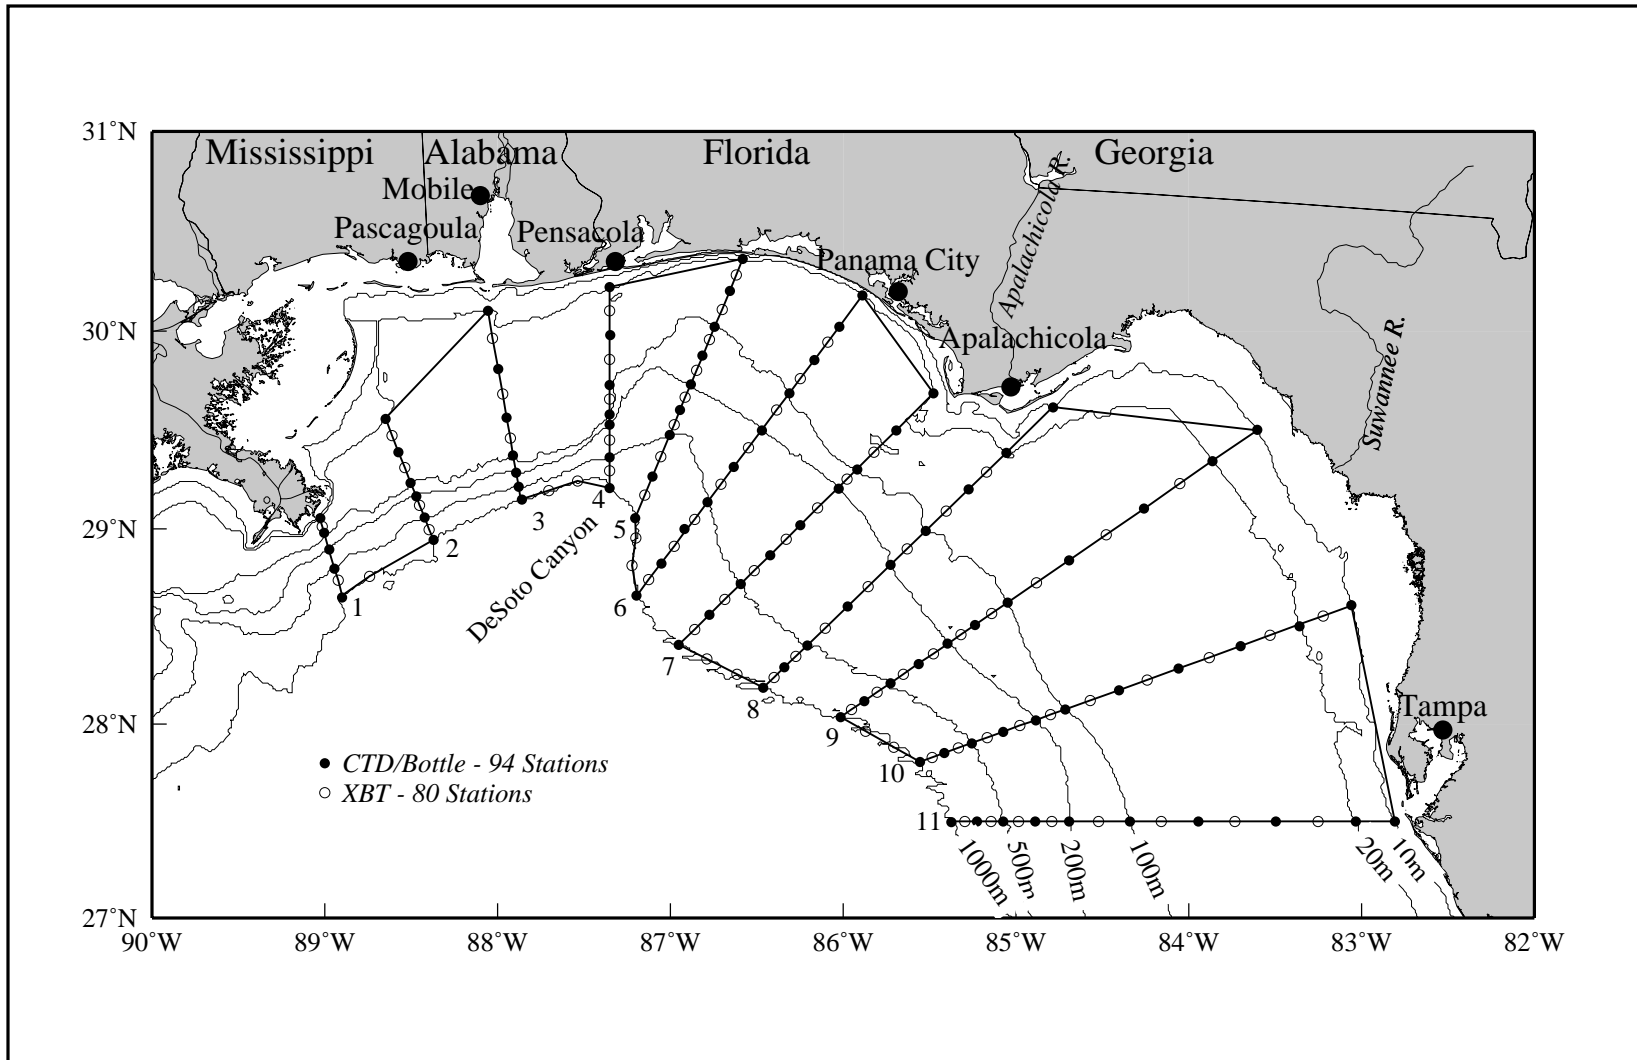 31°N
Mississippi
Alabama
Florida
Georgia
Mobile
Apalachicola R.
Pascagoula
Pensacola
Panama City
30°N
Apalachicola
Suwannee R.
29°N
1
2
3
4
5
6
DeSoto Canyon
7
8
9
10
11
28°N
Tampa
CTD/Bottle - 94 Stations
XBT - 80 Stations
1000m
500m
200m
100m
20m
10m
27°N
90°W
89°W
88°W
87°W
86°W
85°W
84°W
83°W
82°W